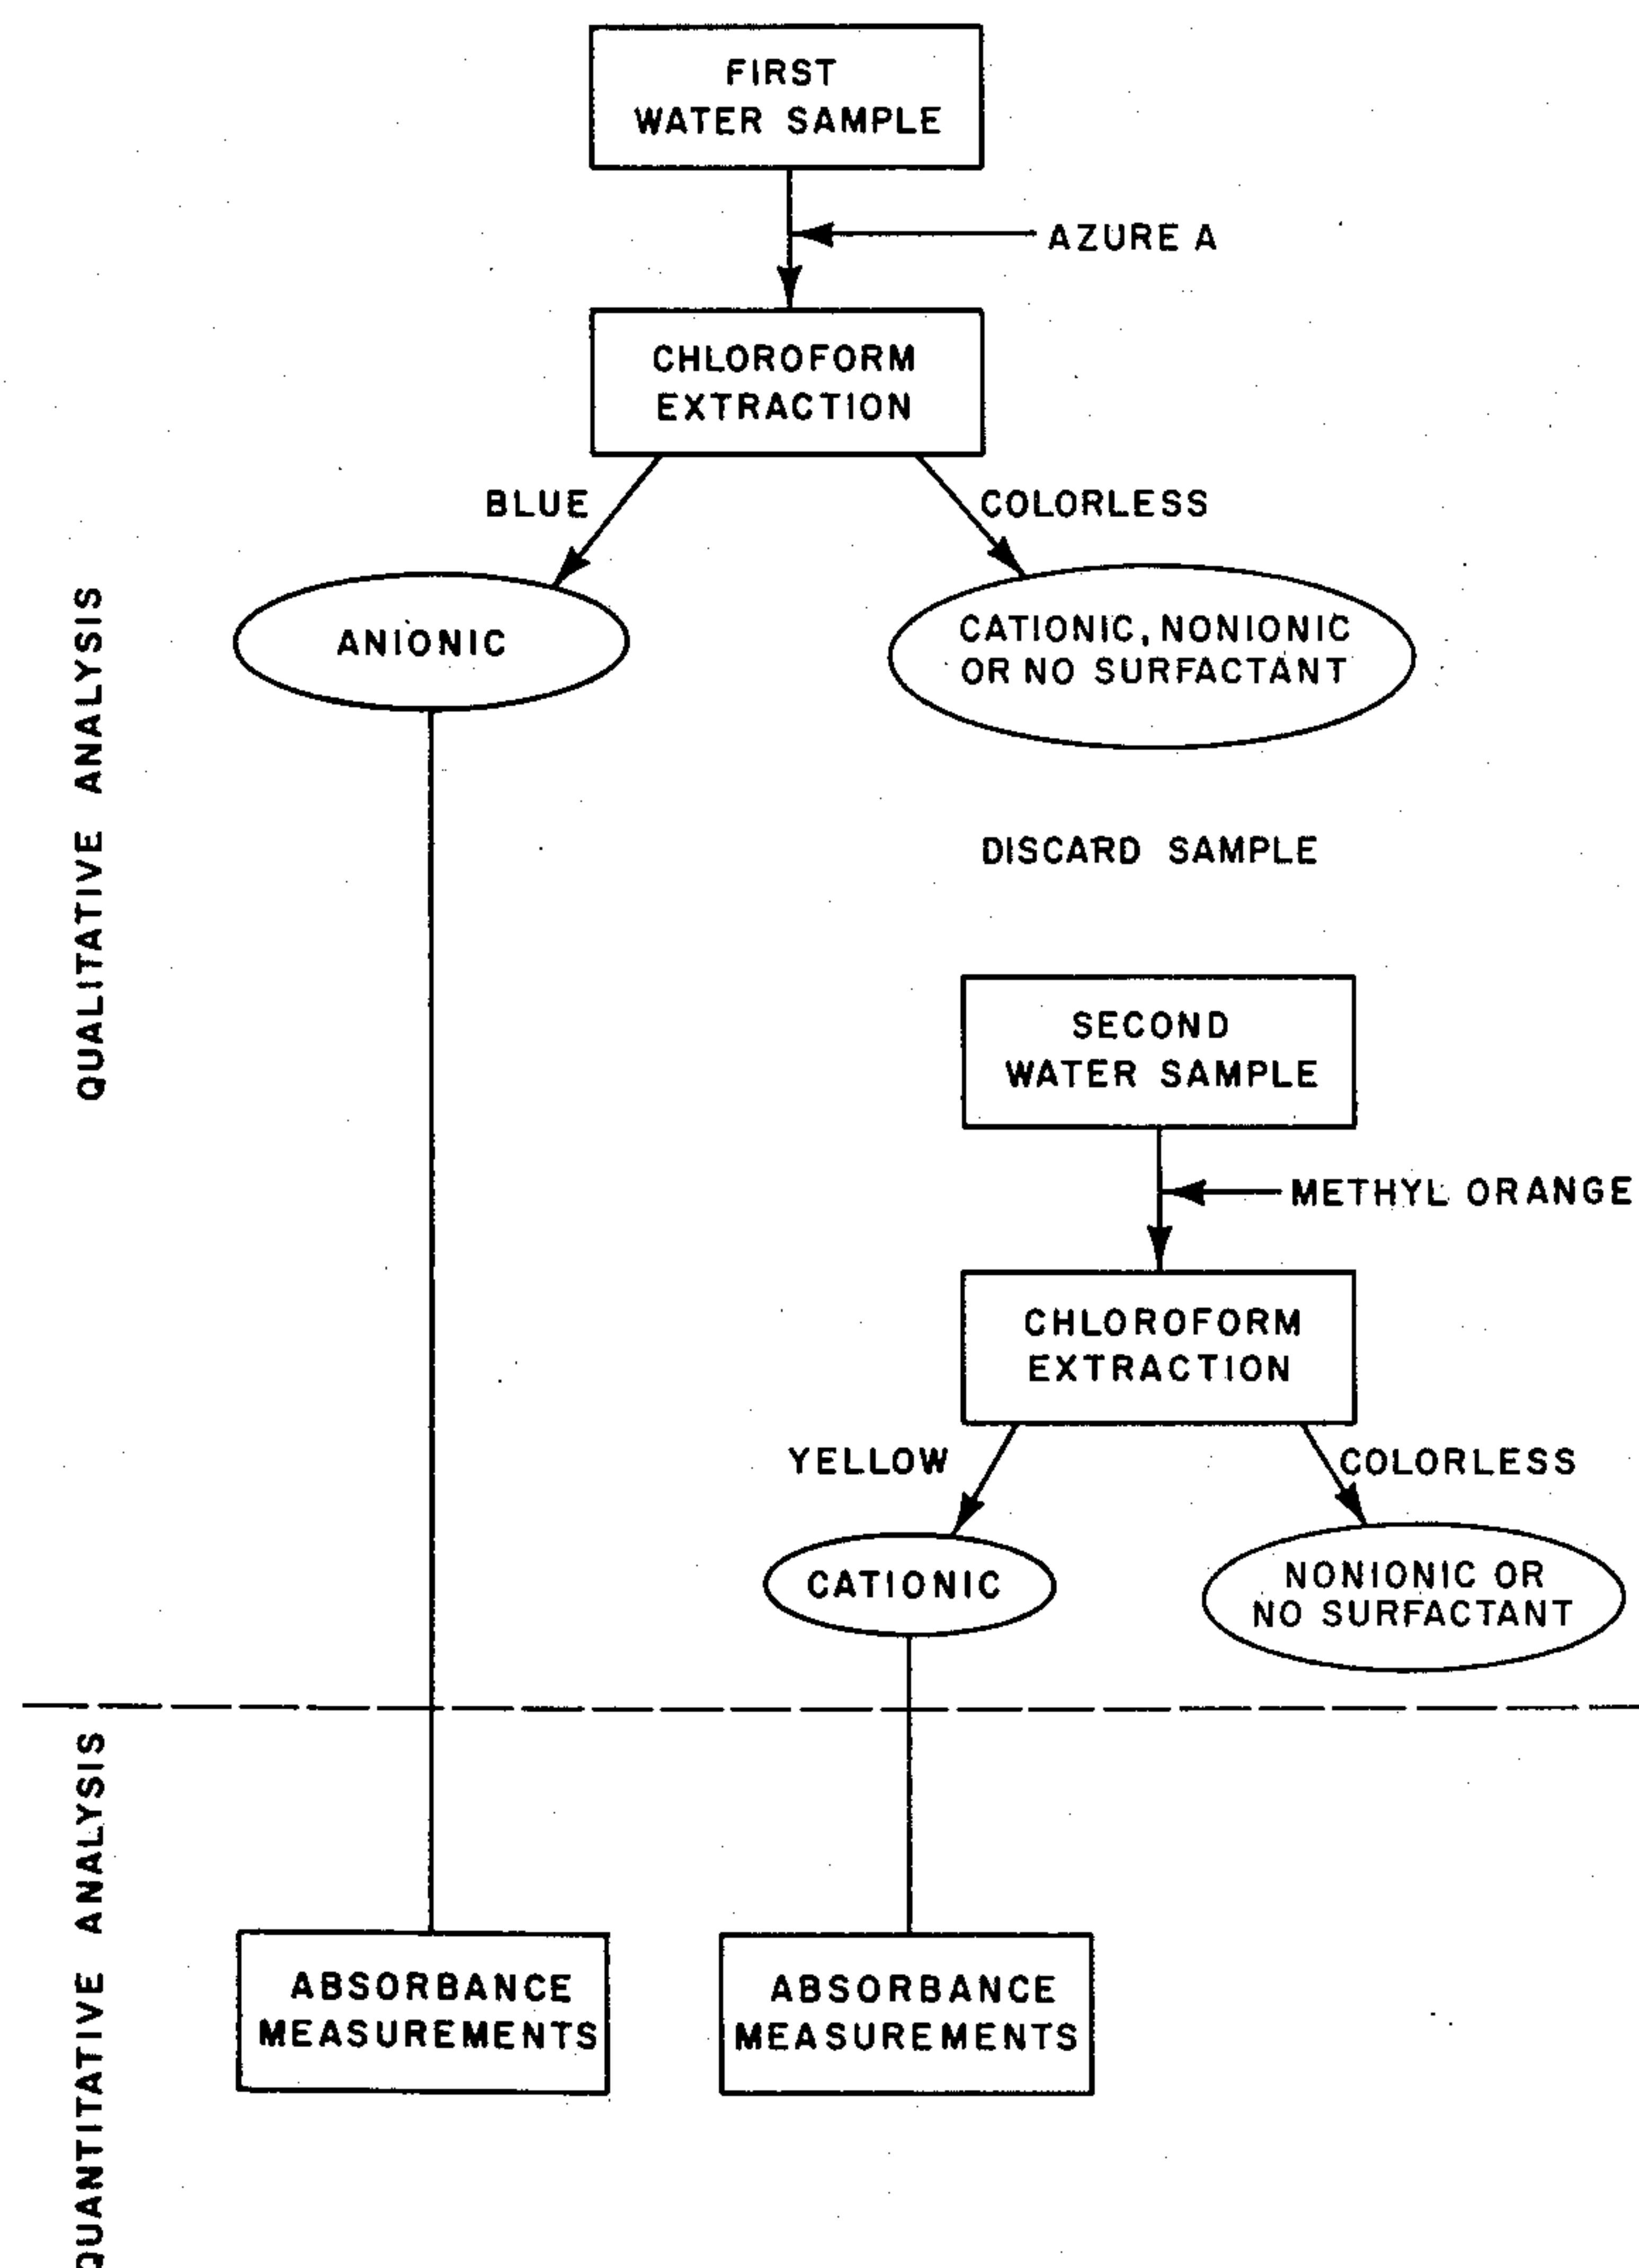 FIRST
WATER SAMPLE
AZURE A
CHLOROFORM
EXTRACTION
BLUE
COLORLESS
ANIONIC
CATIONIC, NONIONIC
OR NO SURFACTANT
QUALITATIVE ANALYSIS
DISCARD SAMPLE
SECOND
WATER SAMPLE
METHYL ORANGE
CHLOROFORM
EXTRACTION
YELLOW
COLORLESS
CATIONIC
NONIONIC OR
NO SURFACTANT
QUANTITATIVE ANALYSIS
ABSORBANCE
MEASUREMENTS
ABSORBANCE
MEASUREMENTS